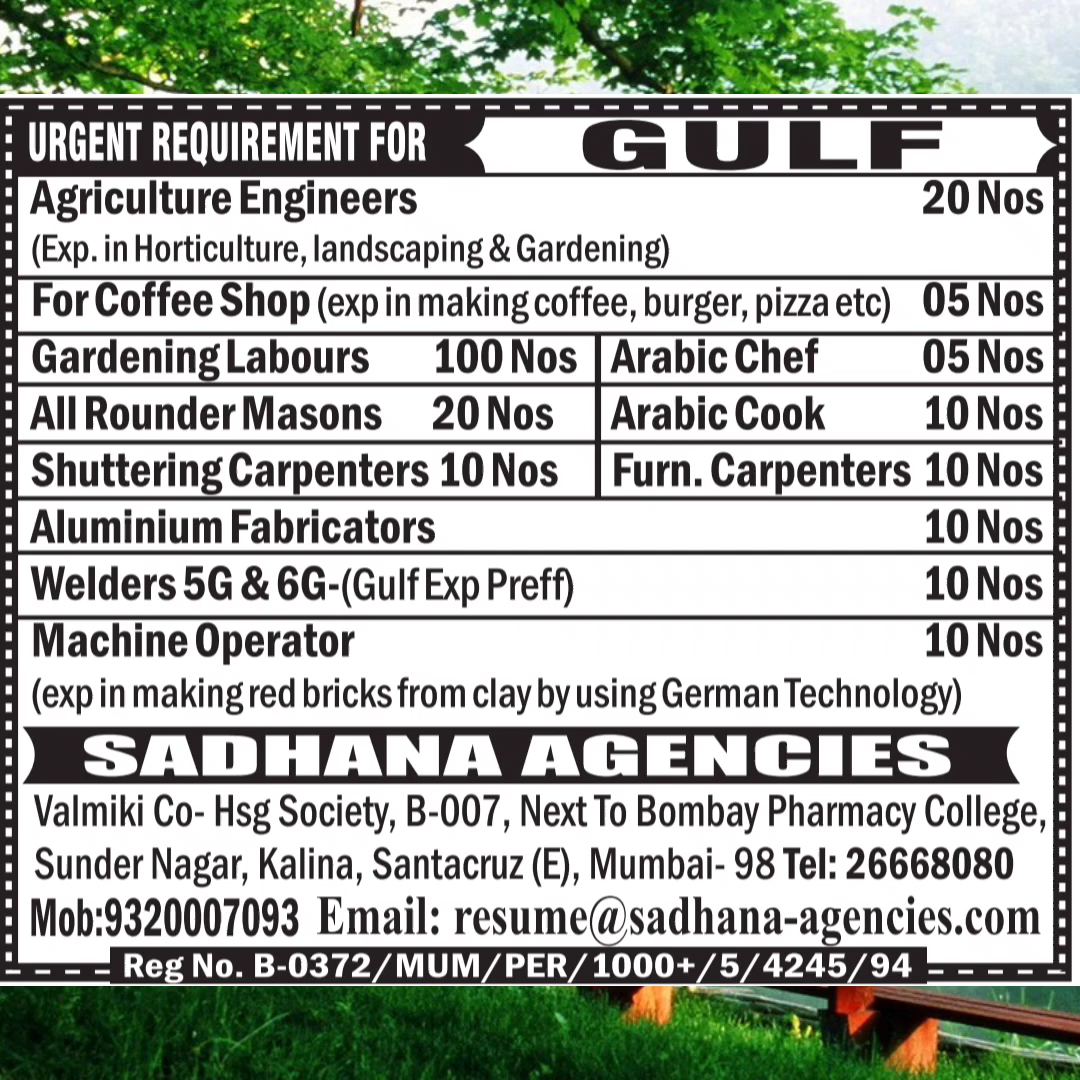 URGENT REQUIREMENT FOR GULF
Agriculture Engineers 20 Nos
(Exp. in Horticulture, landscaping & Gardening)
For Coffee Shop (exp in making coffee, burger, pizza etc) 05 Nos
Gardening Labours 100 Nos Arabic Chef 05 Nos
All Rounder Masons 20 Nos Arabic Cook 10 Nos
Shuttering Carpenters 10 Nos Furn. Carpenters 10 Nos
Aluminium Fabricators 10 Nos
Welders 5G & 6G-(Gulf Exp Preff) 10 Nos
Machine Operator 10 Nos
(exp in making red bricks from clay by using German Technology)
SADHANA AGENCIES
Valmiki Co- Hsg Society, B-007, Next To Bombay Pharmacy College,
Sunder Nagar, Kalina, Santacruz (E), Mumbai- 98 Tel: 26668080
Mob:9320007093 Email: resume@sadhana-agencies.com
Reg No. B-0372/MUM/PER/1000+/5/4245/94